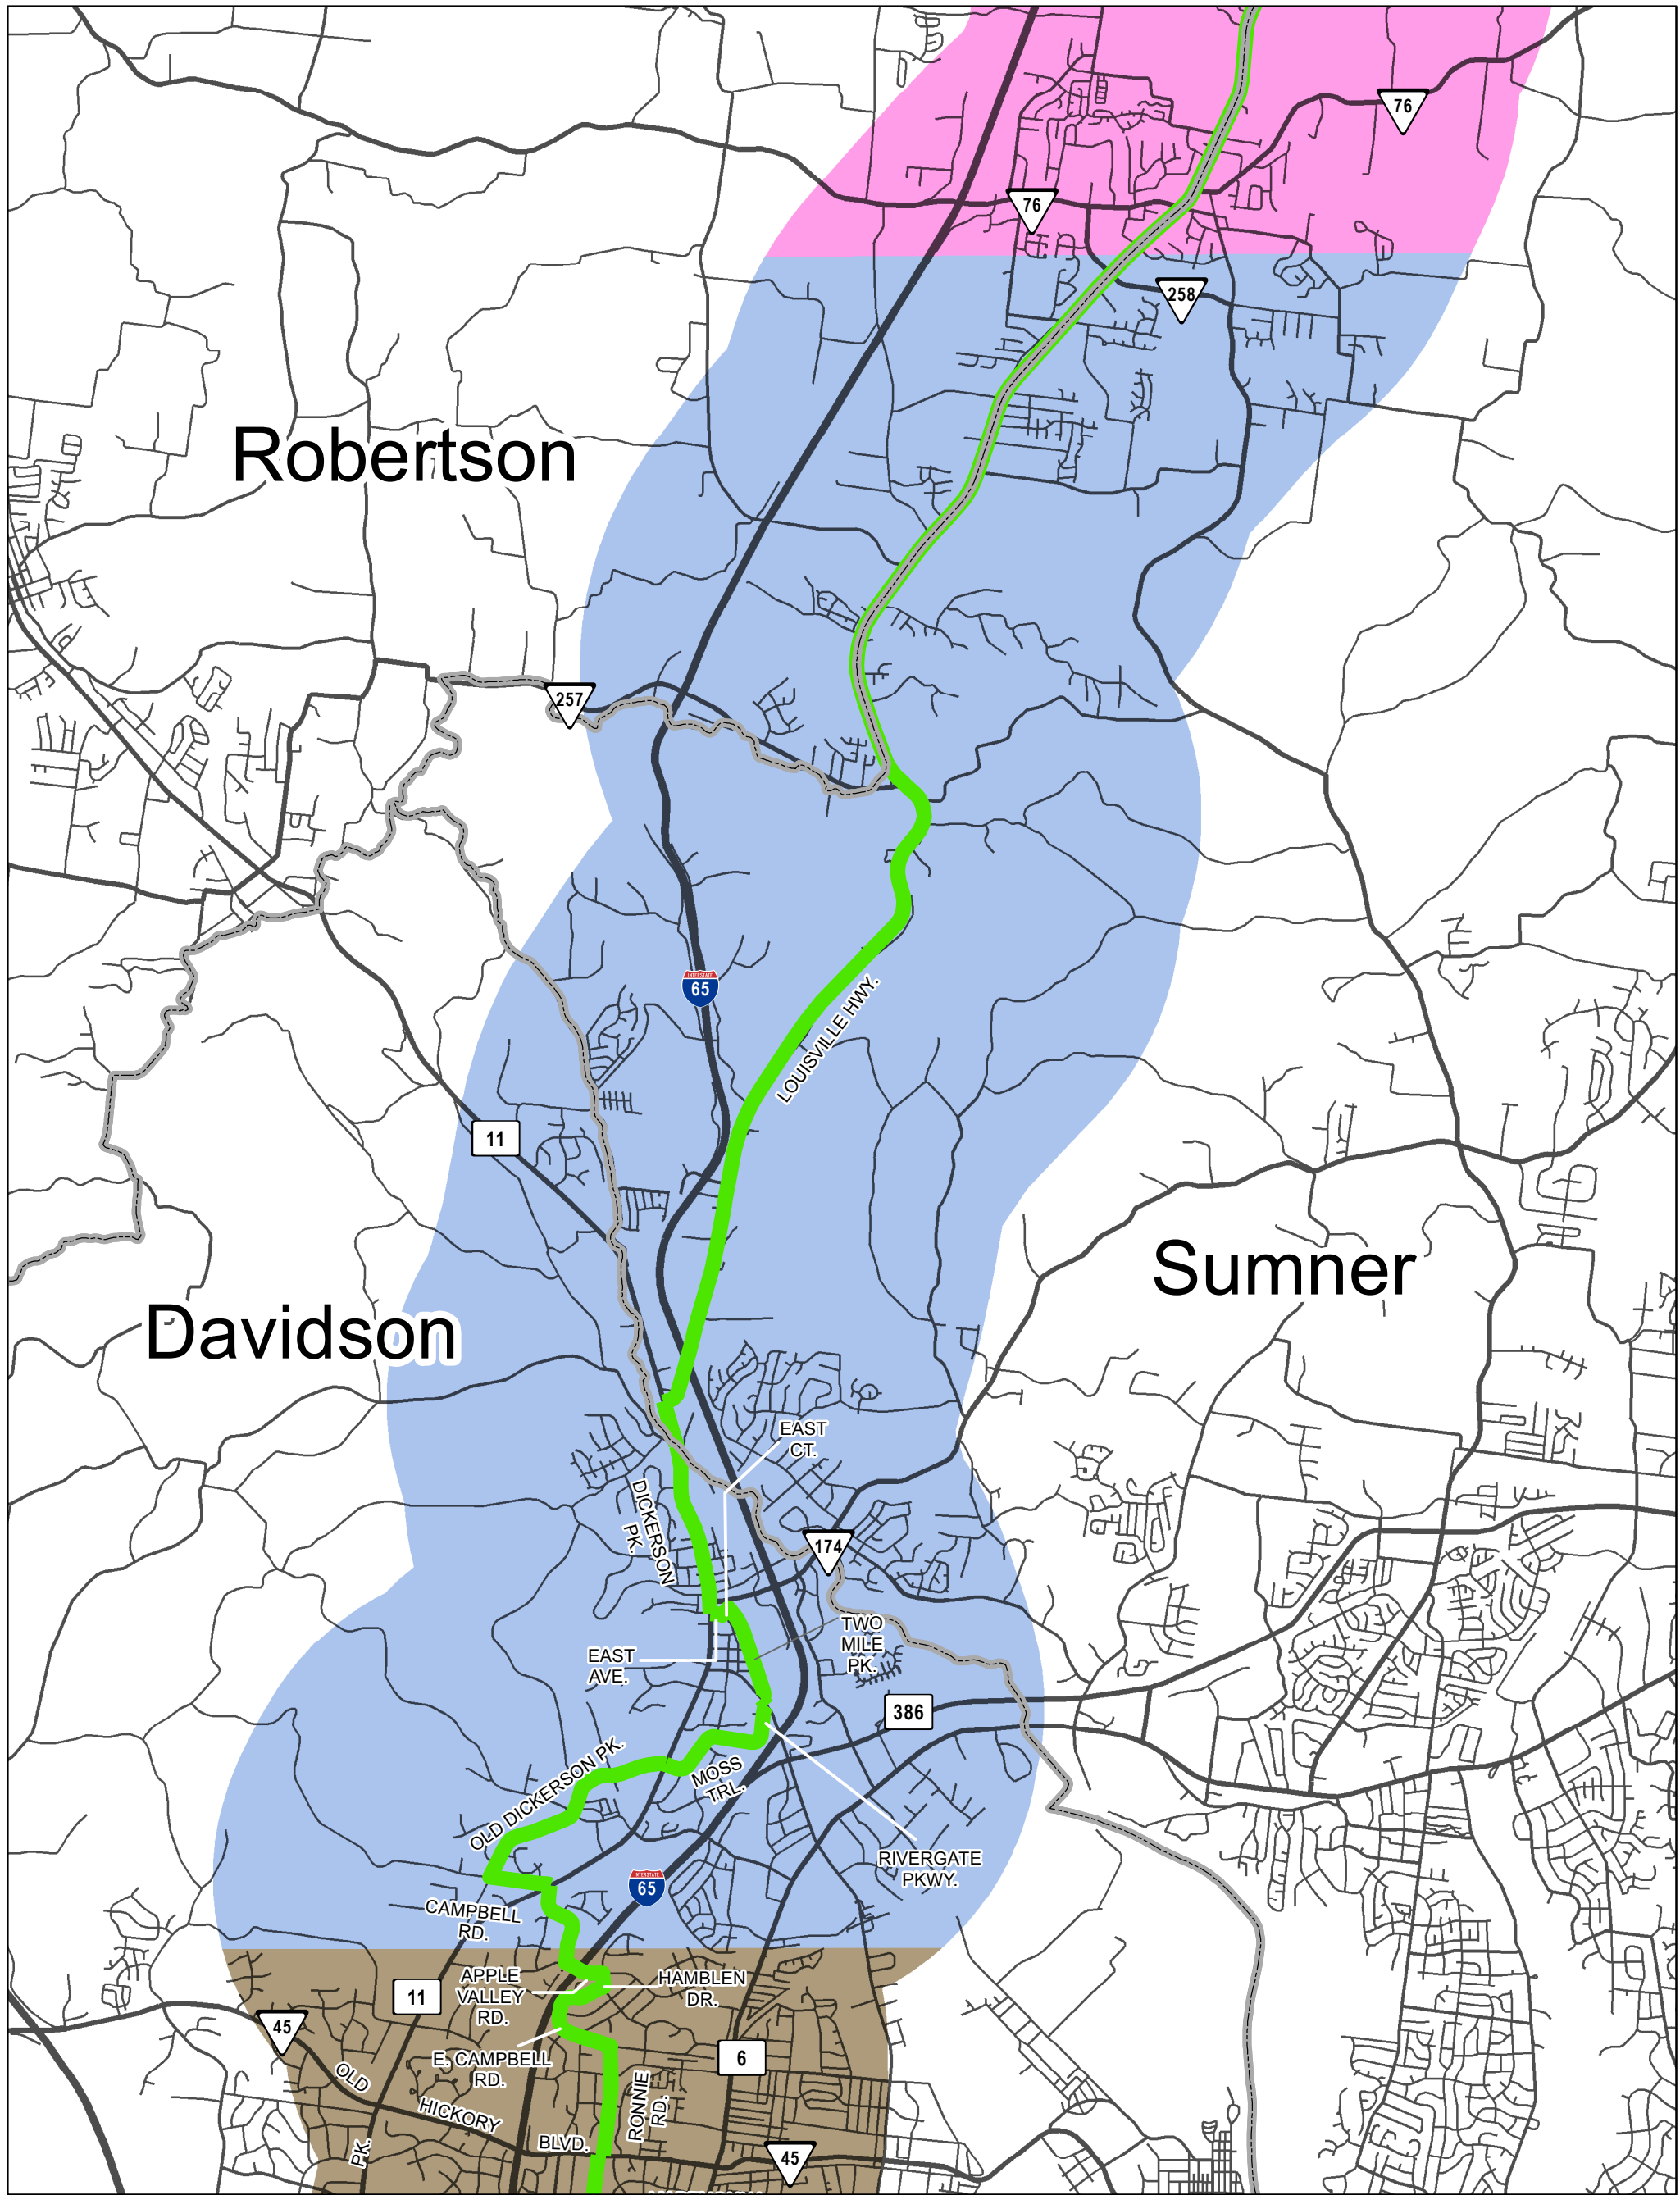 76
76
258
Robertson
257
INTERSTATE
65
LOUISVILLE HWY.
11
Sumner
Davidson
EAST
CT.
DICKERSON
PK.
174
TWO
MILE
PK.
EAST
AVE.
386
OLD DICKERSON PK.
MOSS
TRL.
RIVERGATE
PKWY.
INTERSTATE
65
CAMPBELL
RD.
APPLE
VALLEY
RD.
HAMBLEN
DR.
11
45
E. CAMPBELL
RD.
6
OLD
HICKORY
BLVD.
RONNIE
RD.
PK.
45